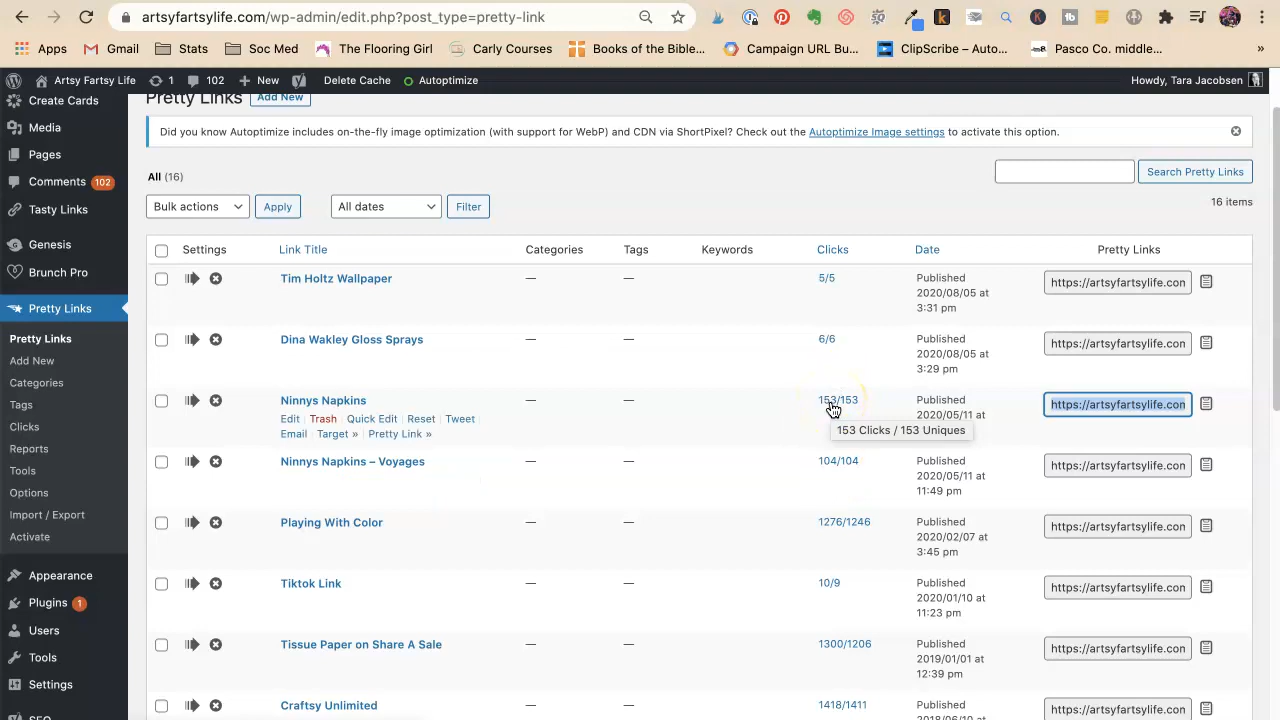 artsyfartsylife.com/wp-admin/edit.php?post_type=pretty-link
Apps
Gmail
Stats
Soc Med
The Flooring Girl
Carly Courses
Books of the Bible...
Campaign URL Bu...
ClipScribe – Auto...
Pasco Co. middle...
»
Artsy Fartsy Life
1
102
New
Delete Cache
Autoptimize
Howdy, Tara Jacobsen
Create Cards
Media
Pages
Comments 102
Tasty Links
Genesis
Brunch Pro
Pretty Links
Pretty Links
Add New
Categories
Tags
Clicks
Reports
Tools
Options
Import / Export
Activate
Appearance
Plugins 1
Users
Tools
Settings
SEO
Pretty Links
Add New
Did you know Autoptimize includes on-the-fly image optimization (with support for WebP) and CDN via ShortPixel? Check out the Autoptimize Image settings to activate this option.
All (16)
Search Pretty Links
Bulk actions
Apply
All dates
Filter
16 items
Settings
Link Title
Categories
Tags
Keywords
Clicks
Date
Pretty Links
Tim Holtz Wallpaper
—
—
5/5
Published
2020/08/05 at
3:31 pm
https://artsyfartsylife.con
Dina Wakley Gloss Sprays
—
—
6/6
Published
2020/08/05 at
3:29 pm
https://artsyfartsylife.con
Ninnys Napkins
Edit | Trash | Quick Edit | Reset | Tweet |
Email | Target » | Pretty Link »
—
—
153/153
153 Clicks / 153 Uniques
Published
2020/05/11 at
https://artsyfartsylife.con
Ninnys Napkins – Voyages
—
—
104/104
Published
2020/05/11 at
11:49 pm
https://artsyfartsylife.con
Playing With Color
—
—
1276/1246
Published
2020/02/07 at
3:45 pm
https://artsyfartsylife.con
Tiktok Link
—
—
10/9
Published
2020/01/10 at
11:23 pm
https://artsyfartsylife.con
Tissue Paper on Share A Sale
—
—
1300/1206
Published
2019/01/01 at
12:39 pm
https://artsyfartsylife.con
Craftsy Unlimited
—
—
1418/1411
Published
2018/06/10 at
https://artsyfartsylife.con